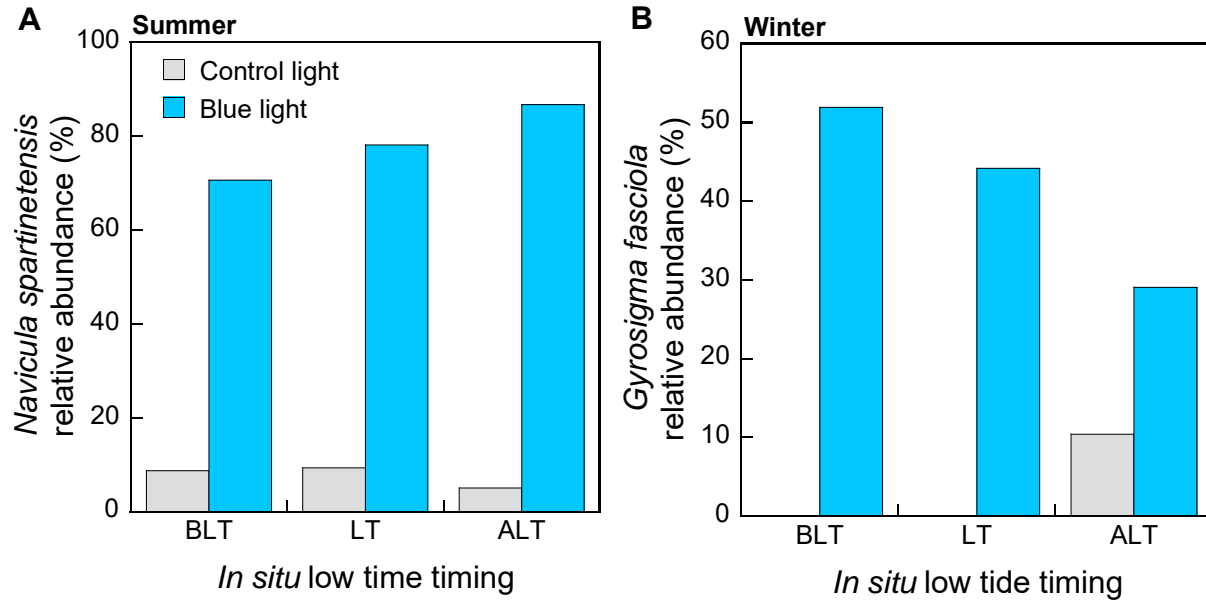 A
Summer
Navicula spartinetensis
relative abundance (%)
100
80
60
40
20
0
Control light
Blue light
BLT LT ALT
In situ low time timing
B
Winter
Gyrosigma fasciola
relative abundance (%)
60
50
40
30
20
10
0
BLT LT ALT
In situ low tide timing